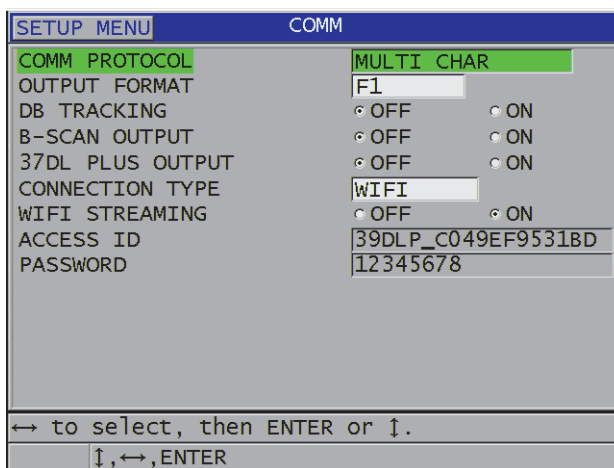 SETUP MENU COMM
COMM PROTOCOL MULTI CHAR
OUTPUT FORMAT F1
DB TRACKING OFF ON
B-SCAN OUTPUT OFF ON
37DL PLUS OUTPUT OFF ON
CONNECTION TYPE WIFI
WIFI STREAMING OFF ON
ACCESS ID 39DLP_C049EF9531BD
PASSWORD 12345678
↔ to select, then ENTER or ↕.
↕,↔,ENTER